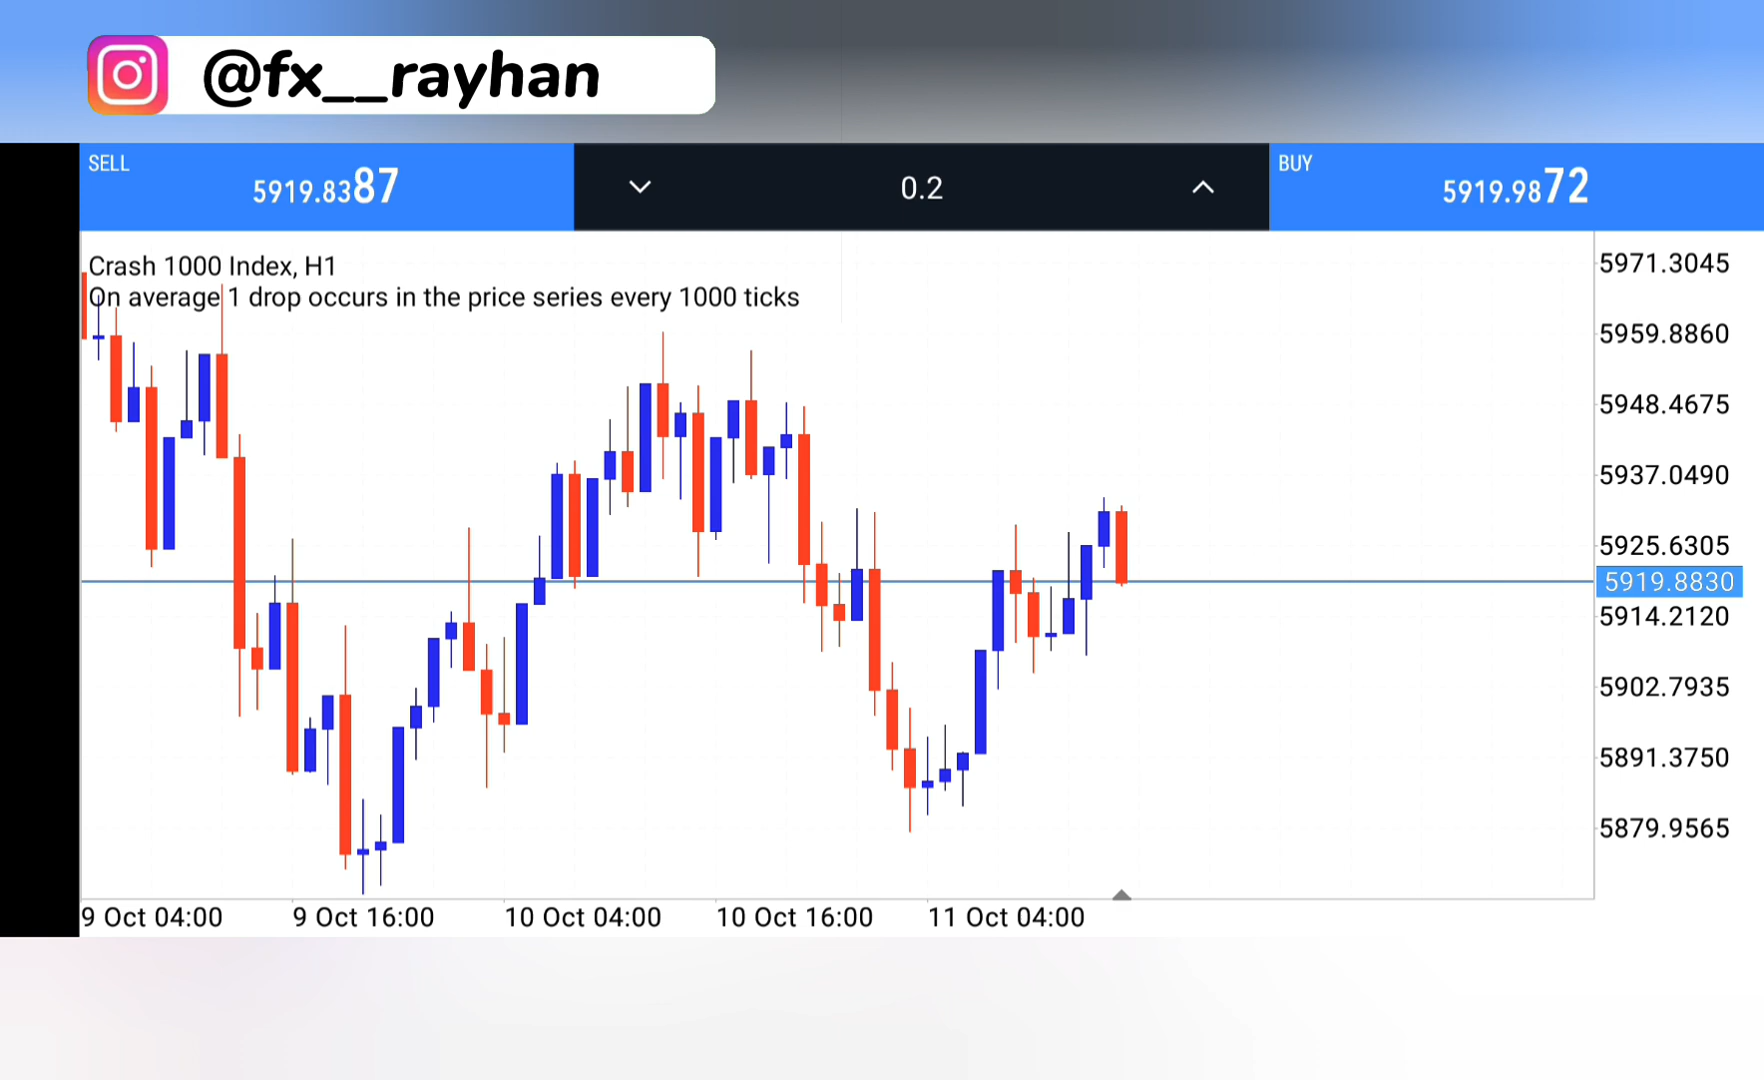 @fx__rayhan
SELL
5919.8387
0.2
BUY
5919.9872
Crash 1000 Index, H1
On average 1 drop occurs in the price series every 1000 ticks
5971.3045
5959.8860
5948.4675
5937.0490
5925.6305
5919.8830
5914.2120
5902.7935
5891.3750
5879.9565
9 Oct 04:00
9 Oct 16:00
10 Oct 04:00
10 Oct 16:00
11 Oct 04:00